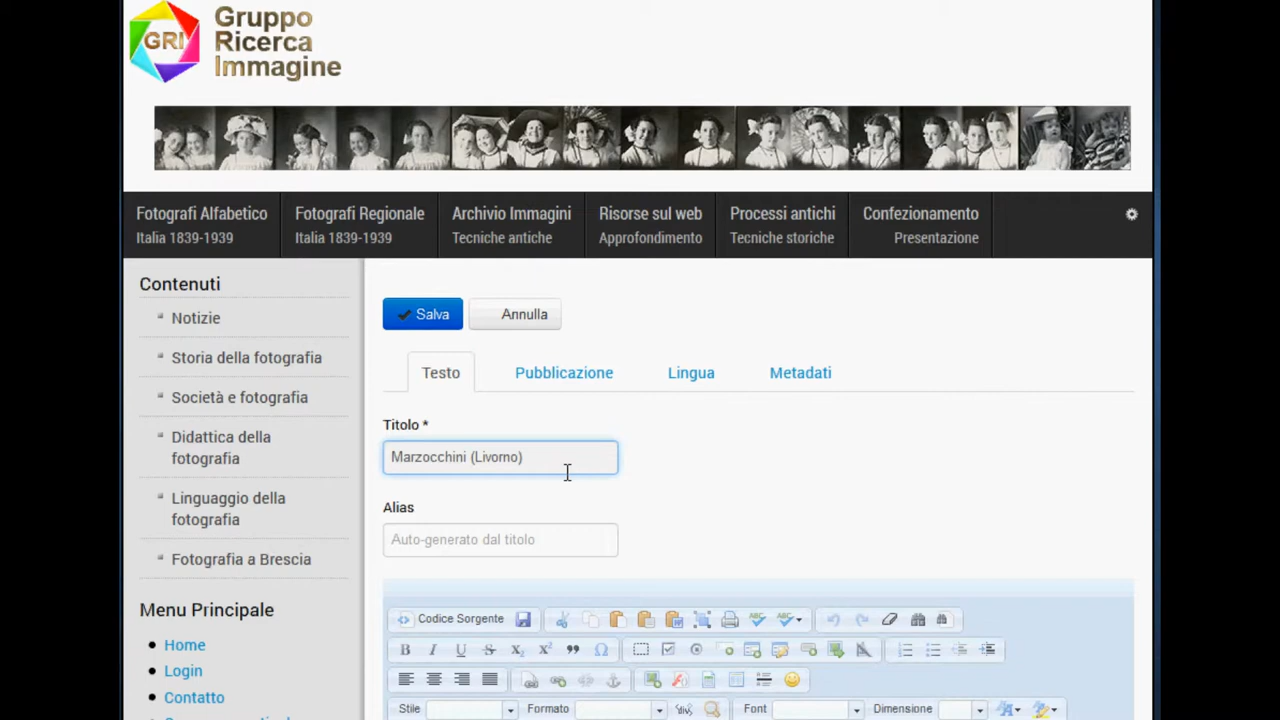 GRI
Gruppo
Ricerca
Immagine
Fotografi Alfabetico
Italia 1839-1939
Fotografi Regionale
Italia 1839-1939
Archivio Immagini
Tecniche antiche
Risorse sul web
Approfondimento
Processi antichi
Tecniche storiche
Confezionamento
Presentazione
Contenuti
Notizie
Storia della fotografia
Società e fotografia
Didattica della
fotografia
Linguaggio della
fotografia
Fotografia a Brescia
Menu Principale
Home
Login
Contatto
Salva
Annulla
Testo
Pubblicazione
Lingua
Metadati
Titolo *
Marzocchini (Livorno)
Alias
Auto-generato dal titolo
Codice Sorgente
Stile
Formato
Font
Dimensione